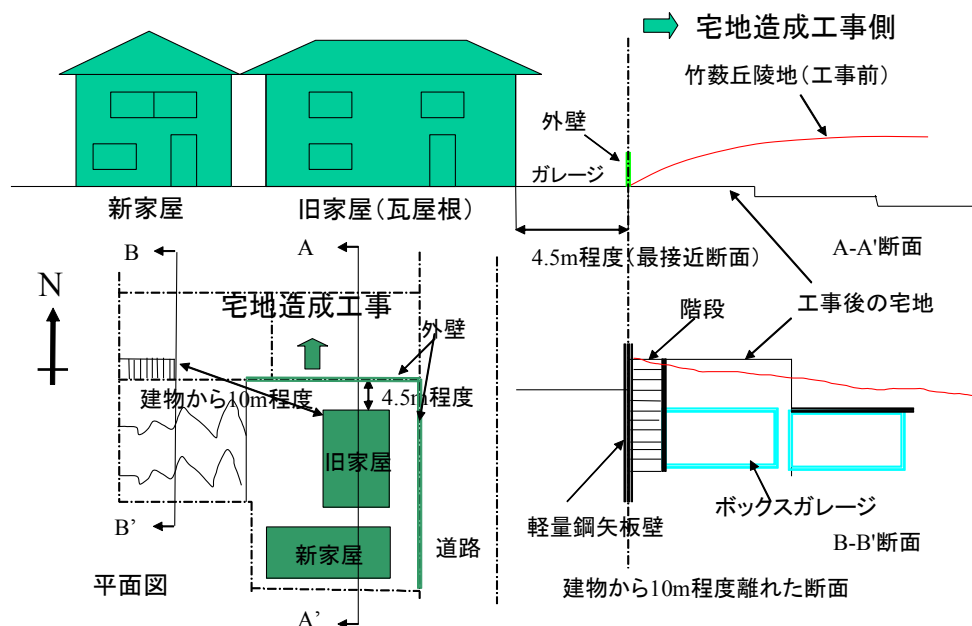 宅地造成工事側
竹薮丘陵地(工事前)
外壁
ガレージ
新家屋
旧家屋(瓦屋根)
4.5m程度(最接近断面)
A-A'断面
B
A
N
宅地造成工事
外壁
階段
工事後の宅地
建物から10m程度
4.5m程度
旧家屋
ボックスガレージ
軽量鋼矢板壁
B'
新家屋
道路
B-B'断面
平面図
建物から10m程度離れた断面
A'